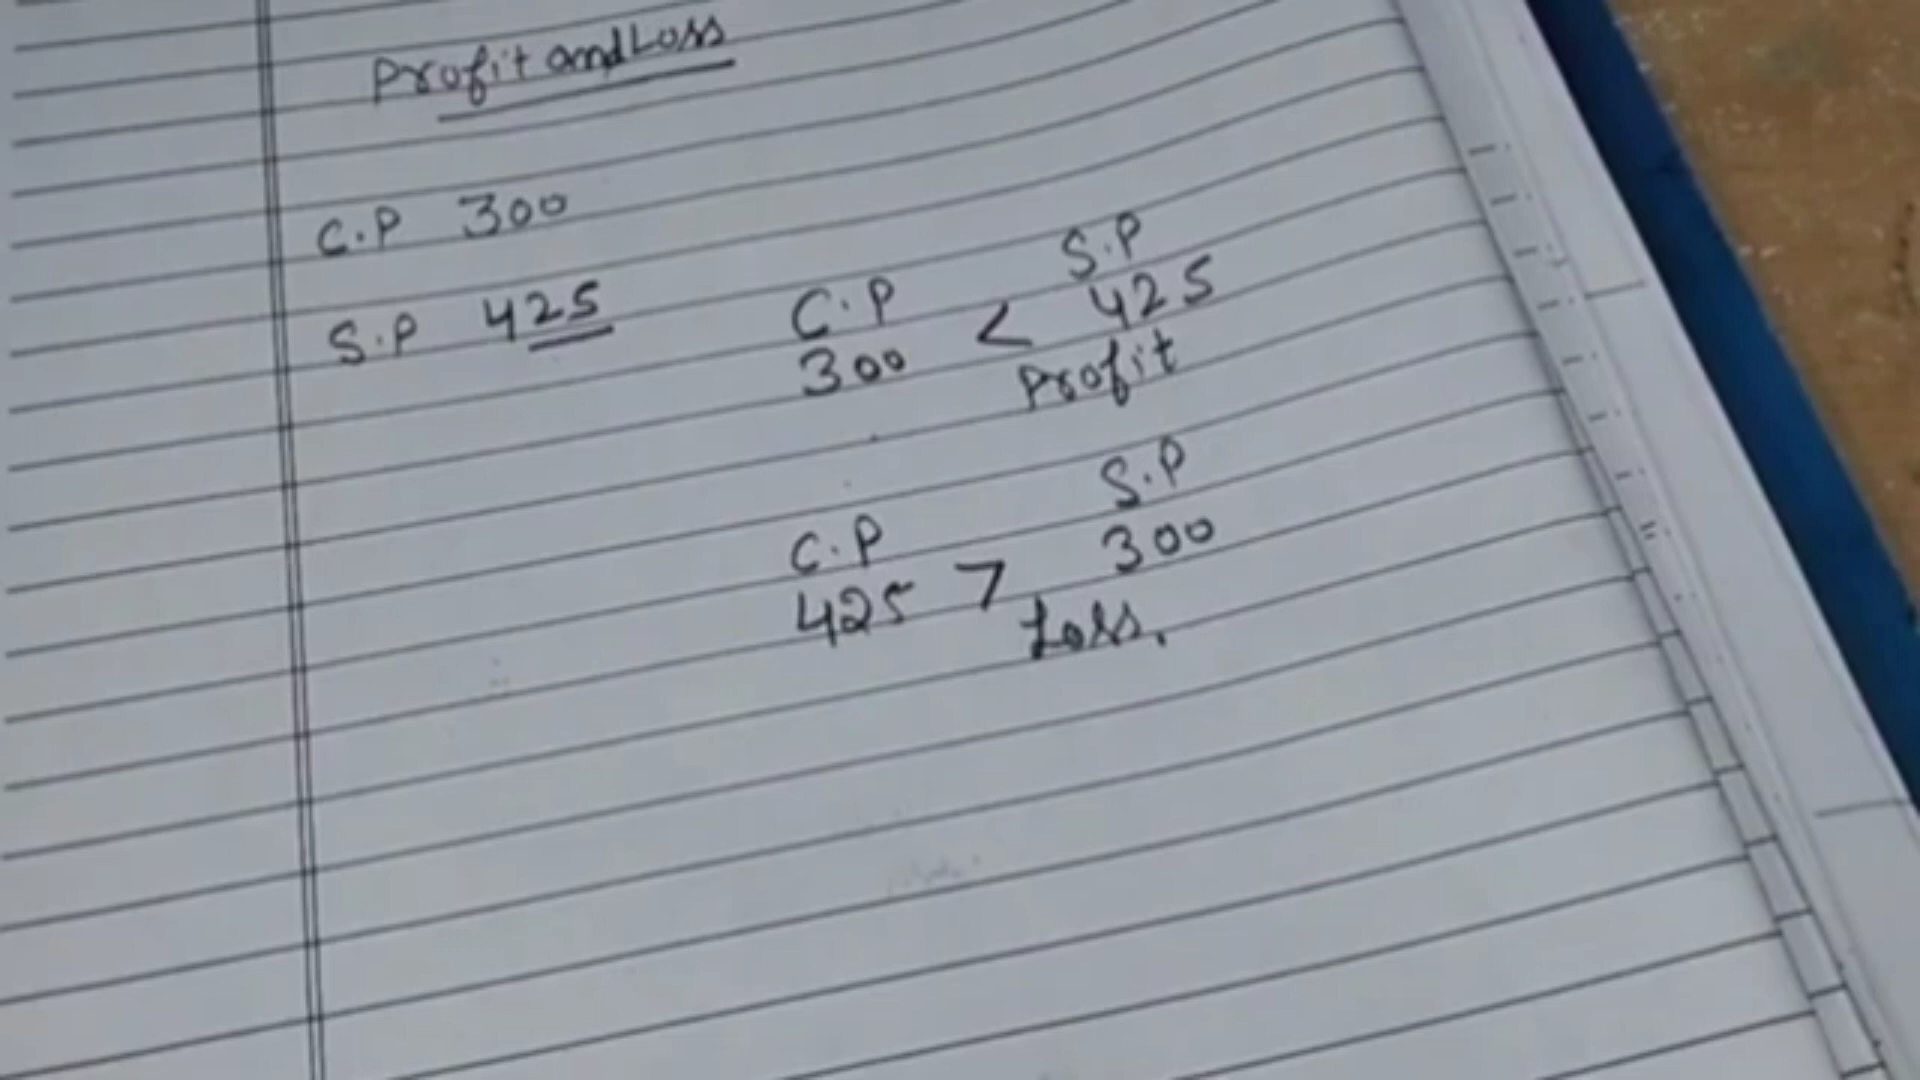 Profit and Loss
C.P 300
S.P 425
C.P S.P
300 < 425
Profit
C.P S.P
425 > 300
Loss.